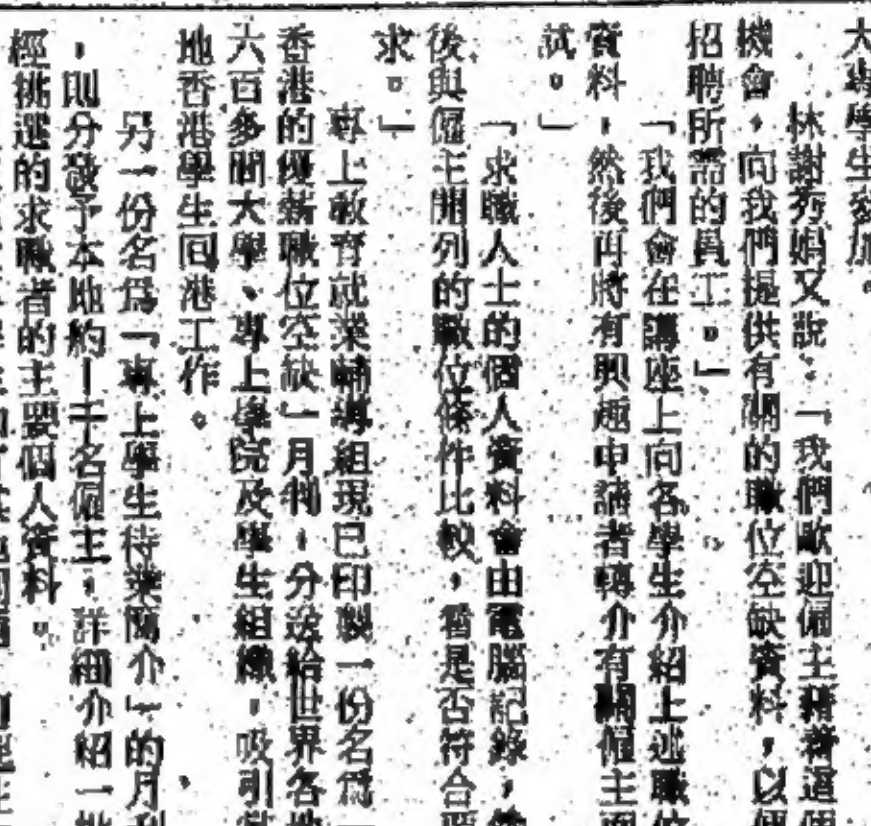 大專學生參加。
林謝秀娟又說：「我們歡迎僱主藉着這個
機會，向我們提供有關的職位空缺資料，以便
招聘所需的員工。」
「我們會在講座上向各學生介紹上述職位
資料，然後再將有興趣申請者轉介有關僱主面
試。」
「求職人士的個人資料會由電腦記錄，然
後與僱主開列的職位條件比較，看是否符合要
求。」
專上教育就業輔導組現已印製一份名爲「
香港的優薪職位空缺」月刊，分送給世界各地
六百多間大學、專上學院及學生組織，吸引當
地香港學生回港工作。
另一份名爲「專上學生待業簡介」的月刊
，則分發予本地約一千名僱主，詳細介紹一批
經挑選的求職者的主要個人資料。